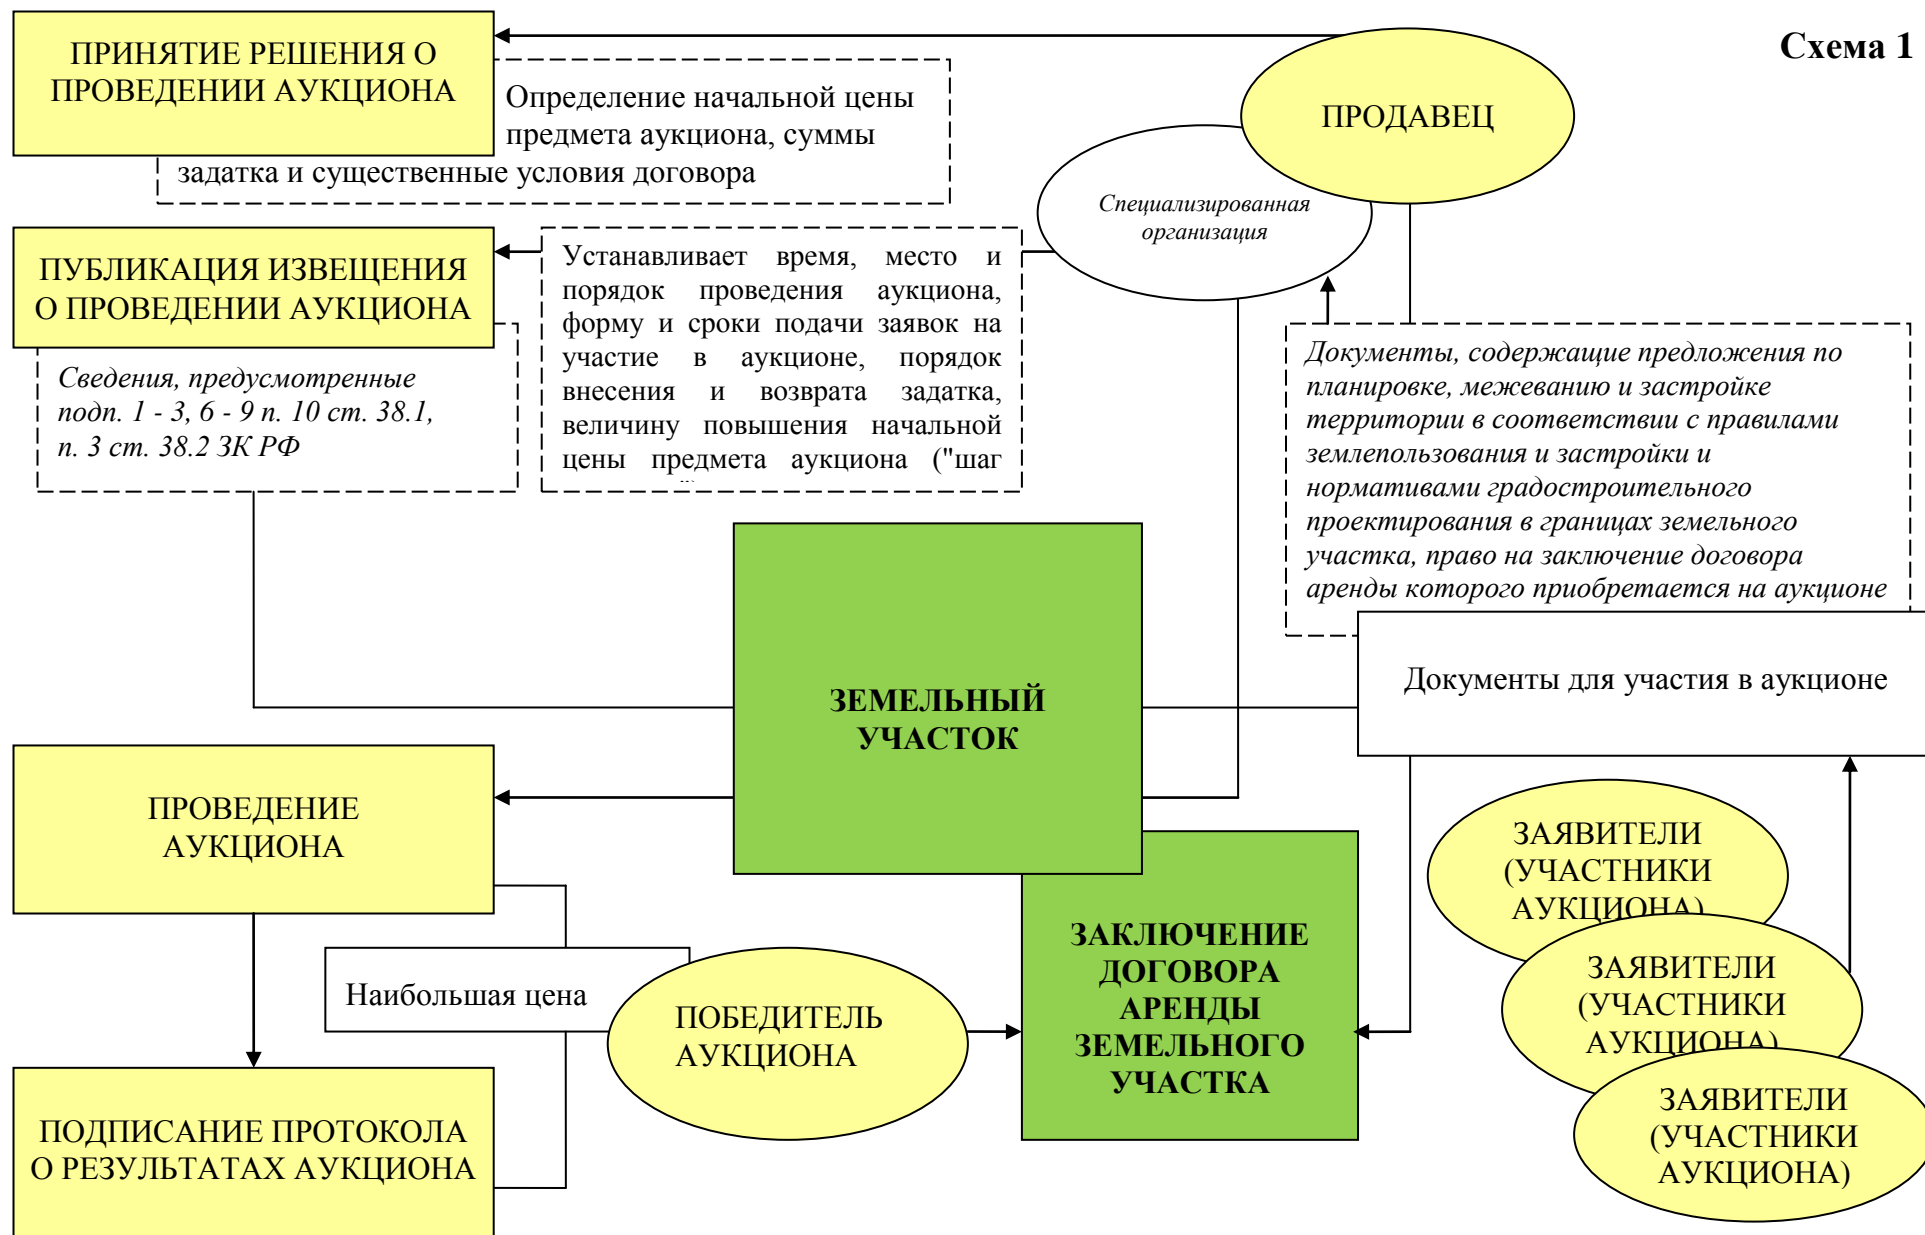 Схема 1
ПРИНЯТИЕ РЕШЕНИЯ О
ПРОВЕДЕНИИ АУКЦИОНА
Определение начальной цены
предмета аукциона, суммы
задатка и существенные условия договора
ПРОДАВЕЦ
Специализированная
организация
ПУБЛИКАЦИЯ ИЗВЕЩЕНИЯ
О ПРОВЕДЕНИИ АУКЦИОНА
Сведения, предусмотренные
подп. 1 - 3, 6 - 9 п. 10 ст. 38.1,
п. 3 ст. 38.2 ЗК РФ
Устанавливает время, место и
порядок проведения аукциона,
форму и сроки подачи заявок на
участие в аукционе, порядок
внесения и возврата задатка,
величину повышения начальной
цены предмета аукциона ("шаг
Документы, содержащие предложения по
планировке, межеванию и застройке
территории в соответствии с правилами
землепользования и застройки и
нормативами градостроительного
проектирования в границах земельного
участка, право на заключение договора
аренды которого приобретается на аукционе
Документы для участия в аукционе
ЗЕМЕЛЬНЫЙ
УЧАСТОК
ПРОВЕДЕНИЕ
АУКЦИОНА
ЗАЯВИТЕЛИ
(УЧАСТНИКИ
АУКЦИОНА)
ЗАЯВИТЕЛИ
(УЧАСТНИКИ
АУКЦИОНА)
ЗАЯВИТЕЛИ
(УЧАСТНИКИ
АУКЦИОНА)
Наибольшая цена
ПОБЕДИТЕЛЬ
АУКЦИОНА
ЗАКЛЮЧЕНИЕ
ДОГОВОРА
АРЕНДЫ
ЗЕМЕЛЬНОГО
УЧАСТКА
ПОДПИСАНИЕ ПРОТОКОЛА
О РЕЗУЛЬТАТАХ АУКЦИОНА